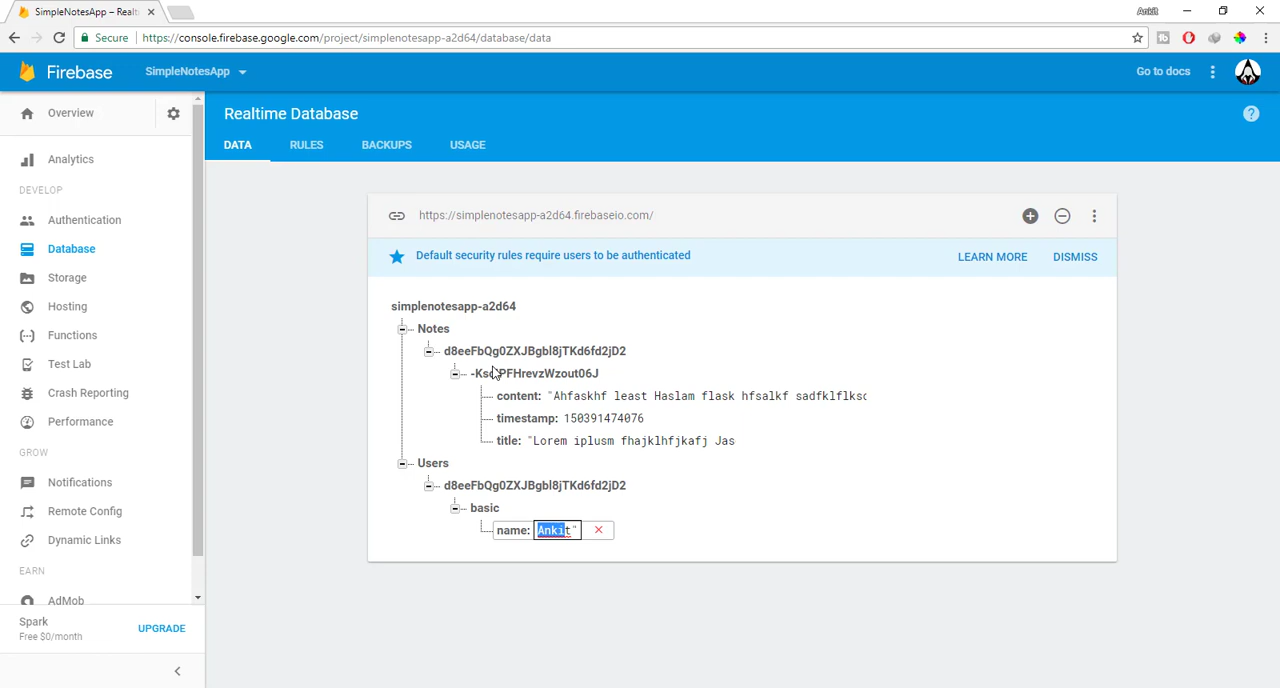 SimpleNotesApp – Realt
Ankit
Secure
https://console.firebase.google.com/project/simplenotesapp-a2d64/database/data
Firebase
SimpleNotesApp
Go to docs
Overview
Realtime Database
DATA RULES BACKUPS USAGE
Analytics
DEVELOP
Authentication
Database
Storage
Hosting
Functions
Test Lab
Crash Reporting
Performance
GROW
Notifications
Remote Config
Dynamic Links
EARN
AdMob
Spark
Free $0/month
UPGRADE
https://simplenotesapp-a2d64.firebaseio.com/
Default security rules require users to be authenticated
LEARN MORE DISMISS
simplenotesapp-a2d64
Notes
d8eeFbQg0ZXJBgbl8jTKd6fd2jD2
content: "Ahfaskhf least Haslam flask hfsalkf sadfklflksd
timestamp: 150391474076
title: "Lorem iplusm fhajklhfjkafj Jas
Users
d8eeFbQg0ZXJBgbl8jTKd6fd2jD2
basic
name: Ankit"